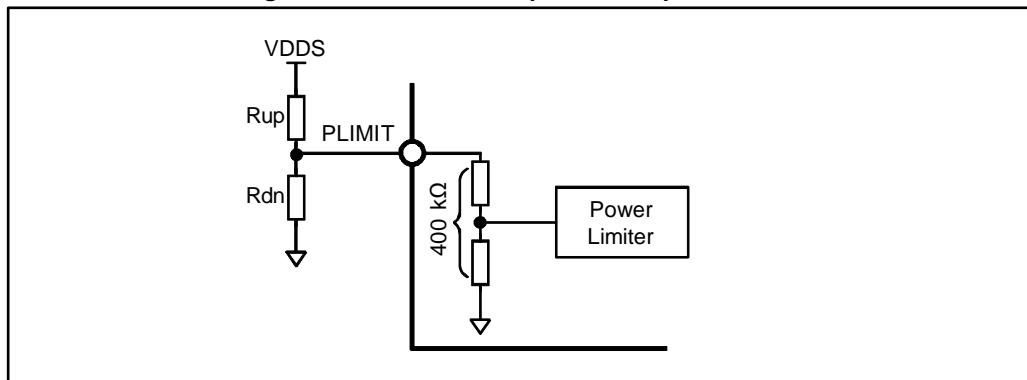 VDDS
Rup
PLIMIT
Rdn
400 kΩ
Power
Limiter